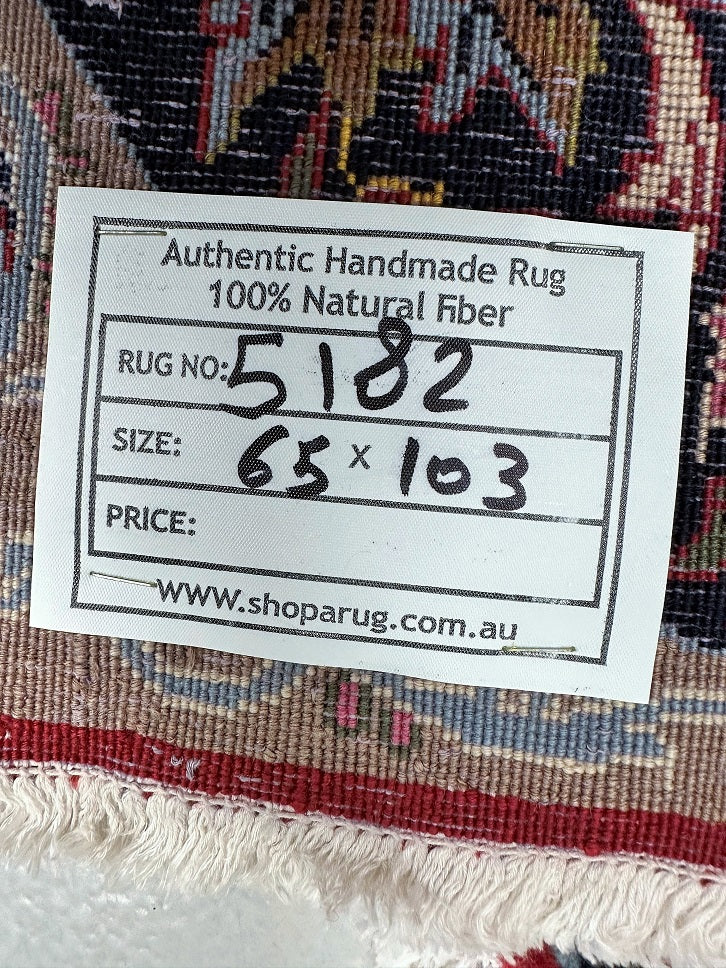 Authentic Handmade Rug
100% Natural Fiber
RUG NO: 5182
SIZE: 65 x 103
PRICE:
www.shoparug.com.au